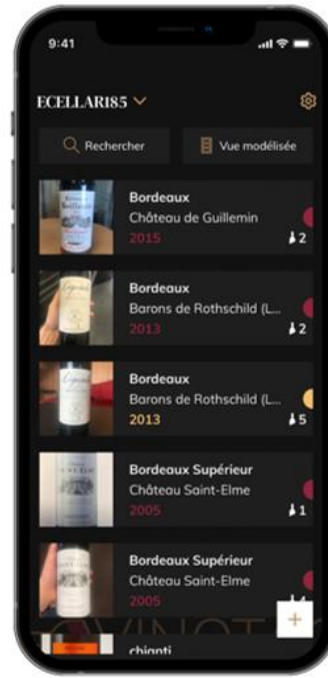 9:41
ECELLAR185
Rechercher
Vue modélisée
Bordeaux
Château de Guillemin
2015
2
Bordeaux
Barons de Rothschild (L...
2013
2
Bordeaux
Barons de Rothschild (L...
2013
5
Bordeaux Supérieur
Château Saint-Elme
2005
1
Bordeaux Supérieur
Château Saint-Elme
2005
+
chianti